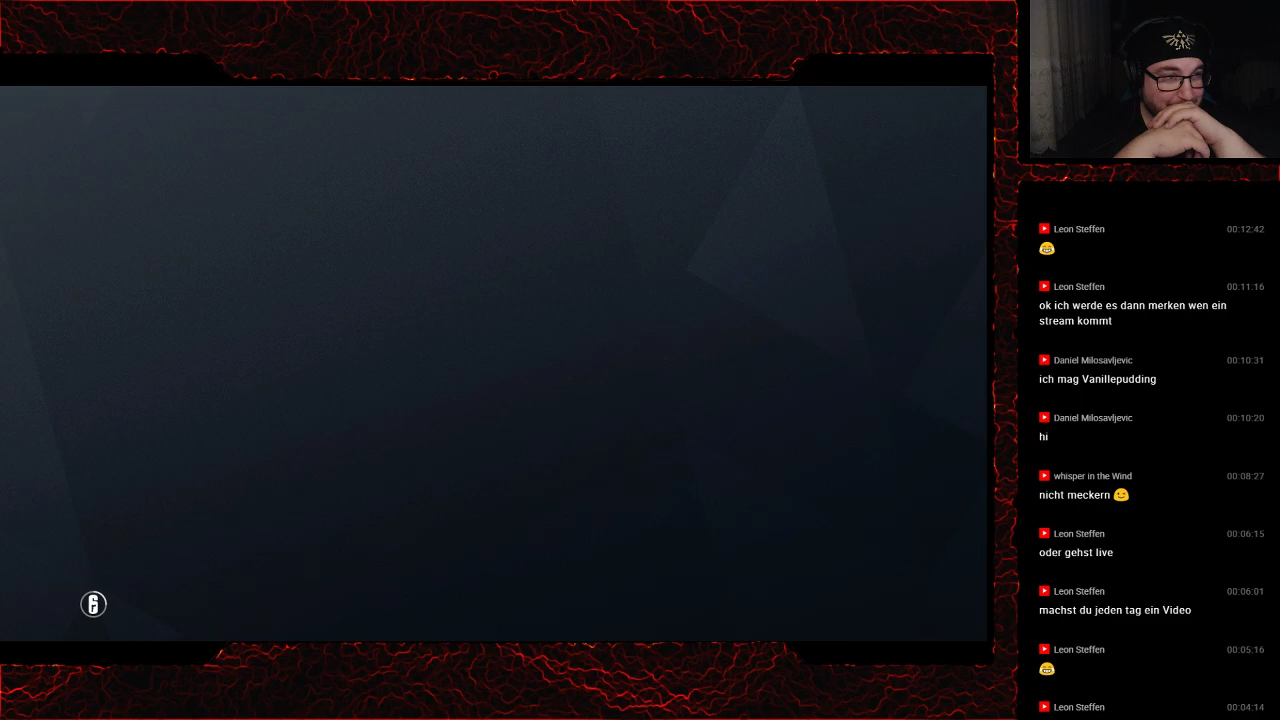 Leon Steffen 00:12:42
😂
Leon Steffen 00:11:16
ok ich werde es dann merken wen ein
stream kommt
Daniel Milosavljevic 00:10:31
ich mag Vanillepudding
Daniel Milosavljevic 00:10:20
hi
whisper in the Wind 00:08:27
nicht meckern 😉
Leon Steffen 00:06:15
oder gehst live
Leon Steffen 00:06:01
machst du jeden tag ein Video
Leon Steffen 00:05:16
😂
Leon Steffen 00:04:14
6